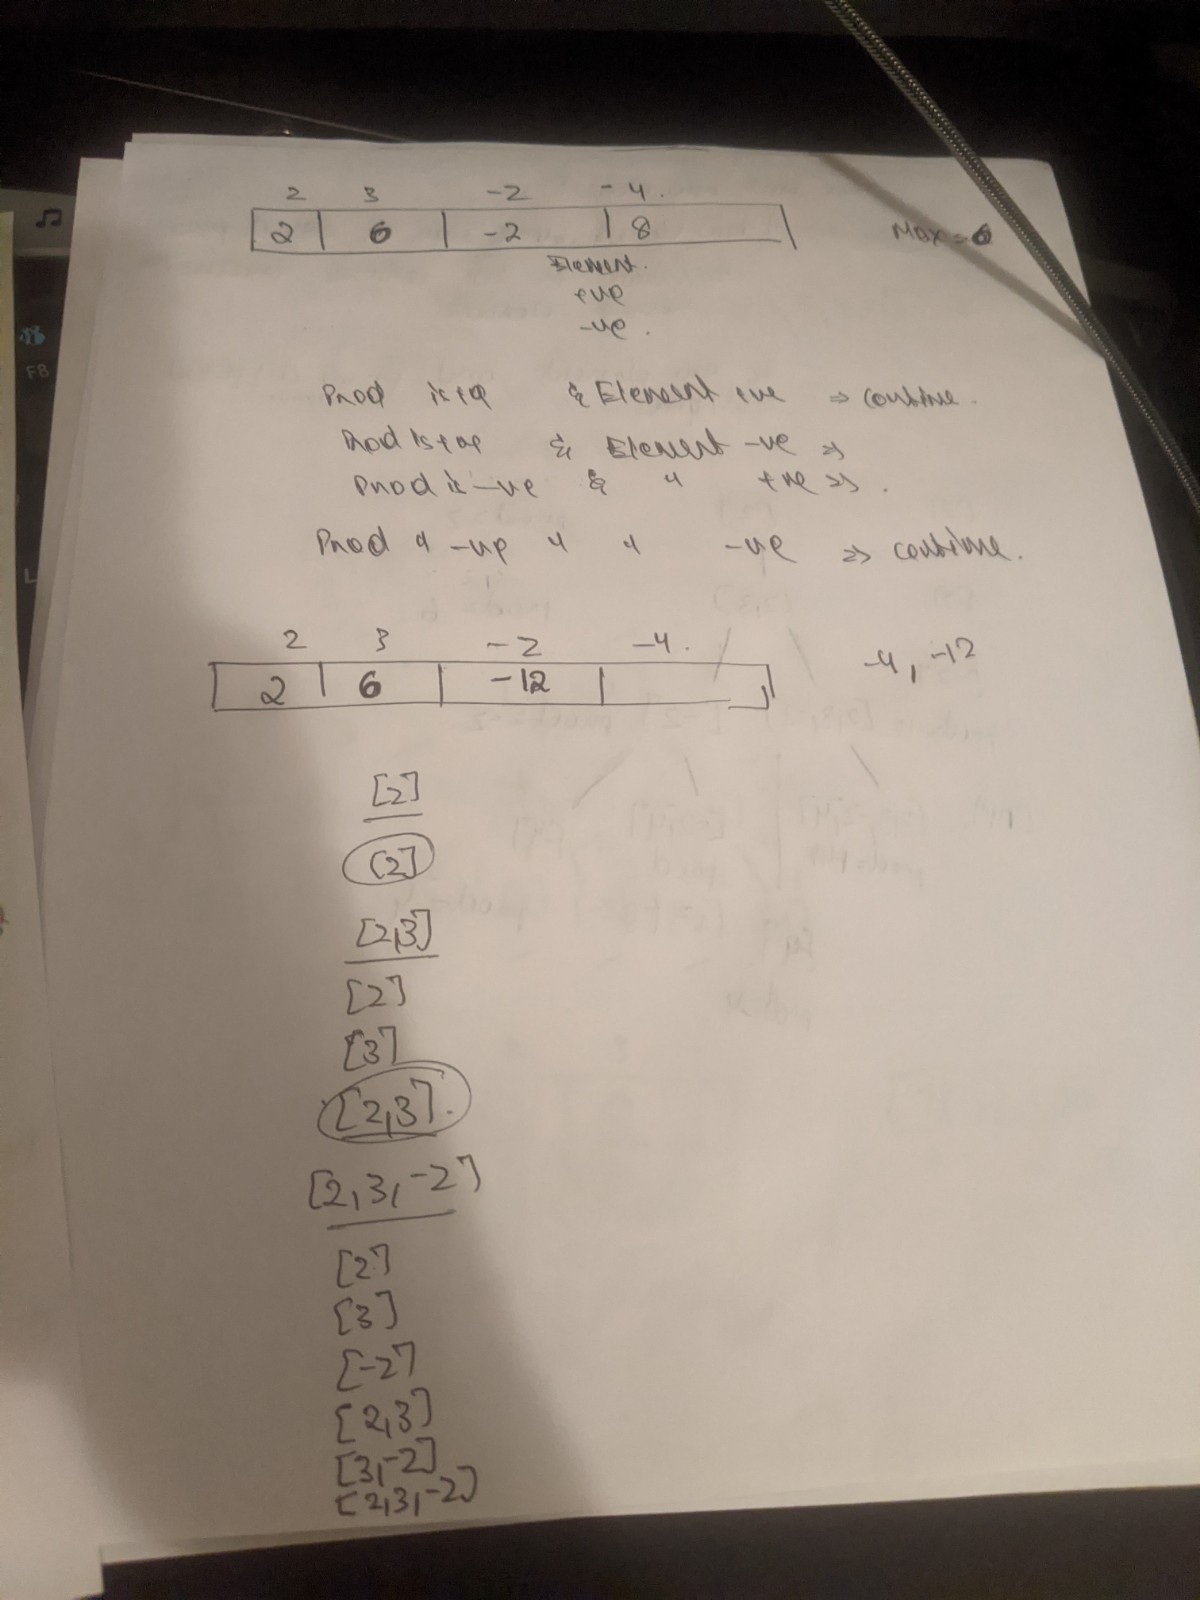 2 3 -2 -4.
2 6 -2 8
Max = 6
Element.
+ve
-ve.
Prod is +ve & Element +ve => continue.
Prod is +ve & Element -ve =>
Prod is -ve & " +ve =>.
Prod " -ve " " -ve => continue.
2 3 -2 -4.
2 6 -12
-4, -12
[2]
[2]
[2,3]
[2]
[3]
[2,3].
[2,3,-2]
[2]
[3]
[-2]
[2,3]
[3,-2]
[2,3,-2]
F8
L